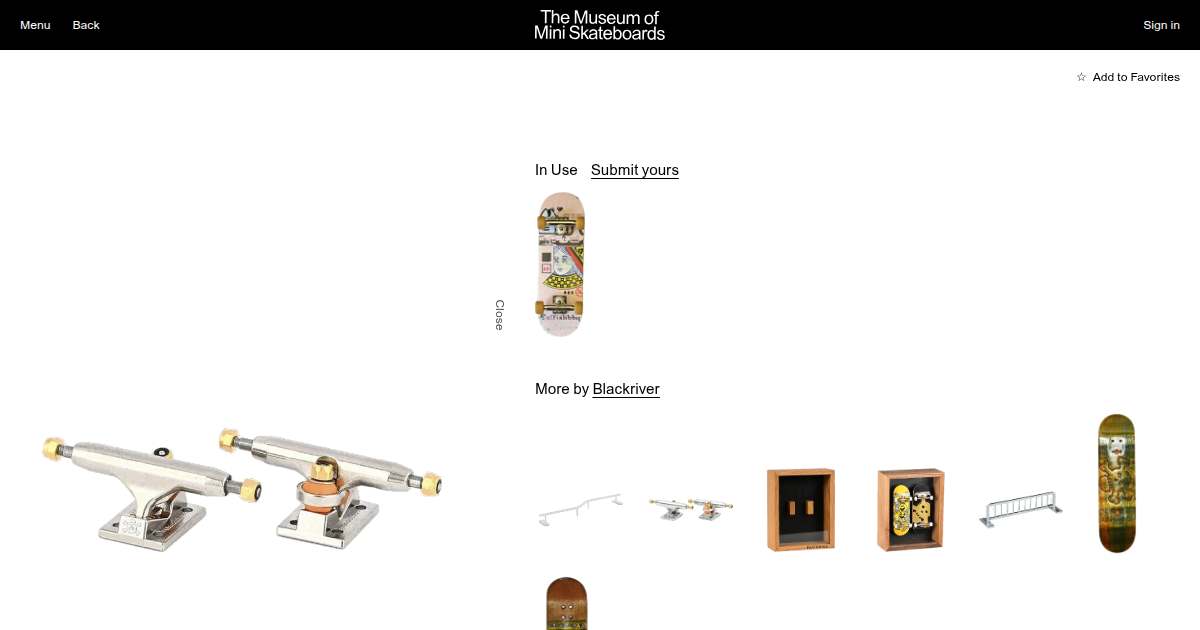 Menu
Back
The Museum of
Mini Skateboards
Sign in
☆ Add to Favorites
In Use
Submit yours
Close
More by Blackriver